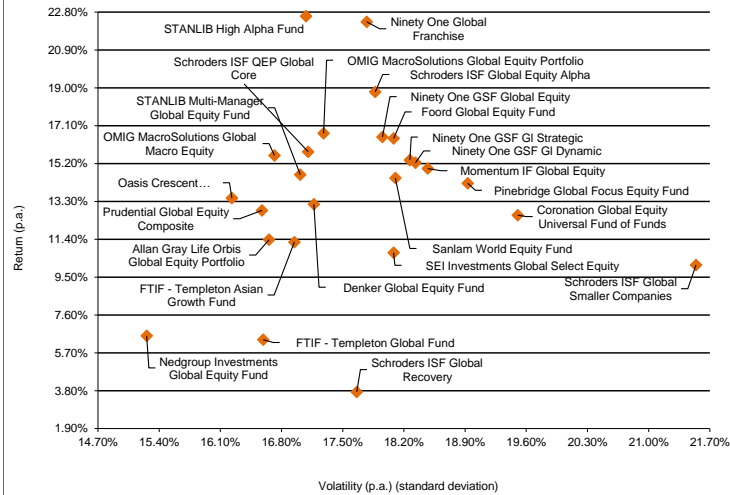 22.80%
STANLIB High Alpha Fund
Ninety One Global
Franchise
20.90%
Schroders ISF QEP Global
Core
OMIG MacroSolutions Global Equity Portfolio
Schroders ISF Global Equity Alpha
19.00%
STANLIB Multi-Manager
Global Equity Fund
Ninety One GSF Global Equity
Foord Global Equity Fund
17.10%
OMIG MacroSolutions Global
Macro Equity
Ninety One GSF Gl Strategic
Ninety One GSF Gl Dynamic
15.20%
Momentum IF Global Equity
Oasis Crescent…
Pinebridge Global Focus Equity Fund
13.30%
Prudential Global Equity
Composite
Coronation Global Equity
Universal Fund of Funds
11.40%
Allan Gray Life Orbis
Global Equity Portfolio
Sanlam World Equity Fund
SEI Investments Global Select Equity
9.50%
FTIF - Templeton Asian
Growth Fund
Denker Global Equity Fund
Schroders ISF Global
Smaller Companies
7.60%
FTIF - Templeton Global Fund
5.70%
Nedgroup Investments
Global Equity Fund
Schroders ISF Global
Recovery
3.80%
1.90%
Return (p.a.)
14.70% 15.40% 16.10% 16.80% 17.50% 18.20% 18.90% 19.60% 20.30% 21.00% 21.70%
Volatility (p.a.) (standard deviation)